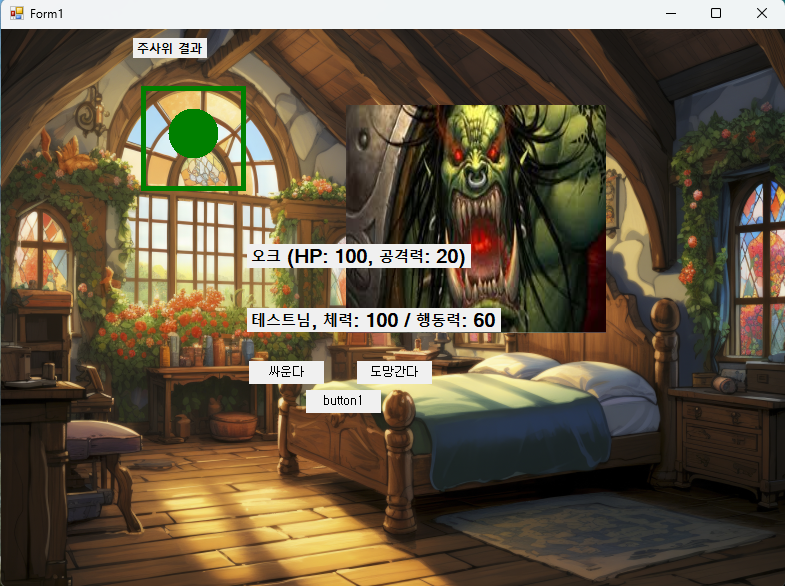 Form1
주사위 결과
오크 (HP: 100, 공격력: 20)
테스트님, 체력: 100 / 행동력: 60
싸운다
도망간다
button1